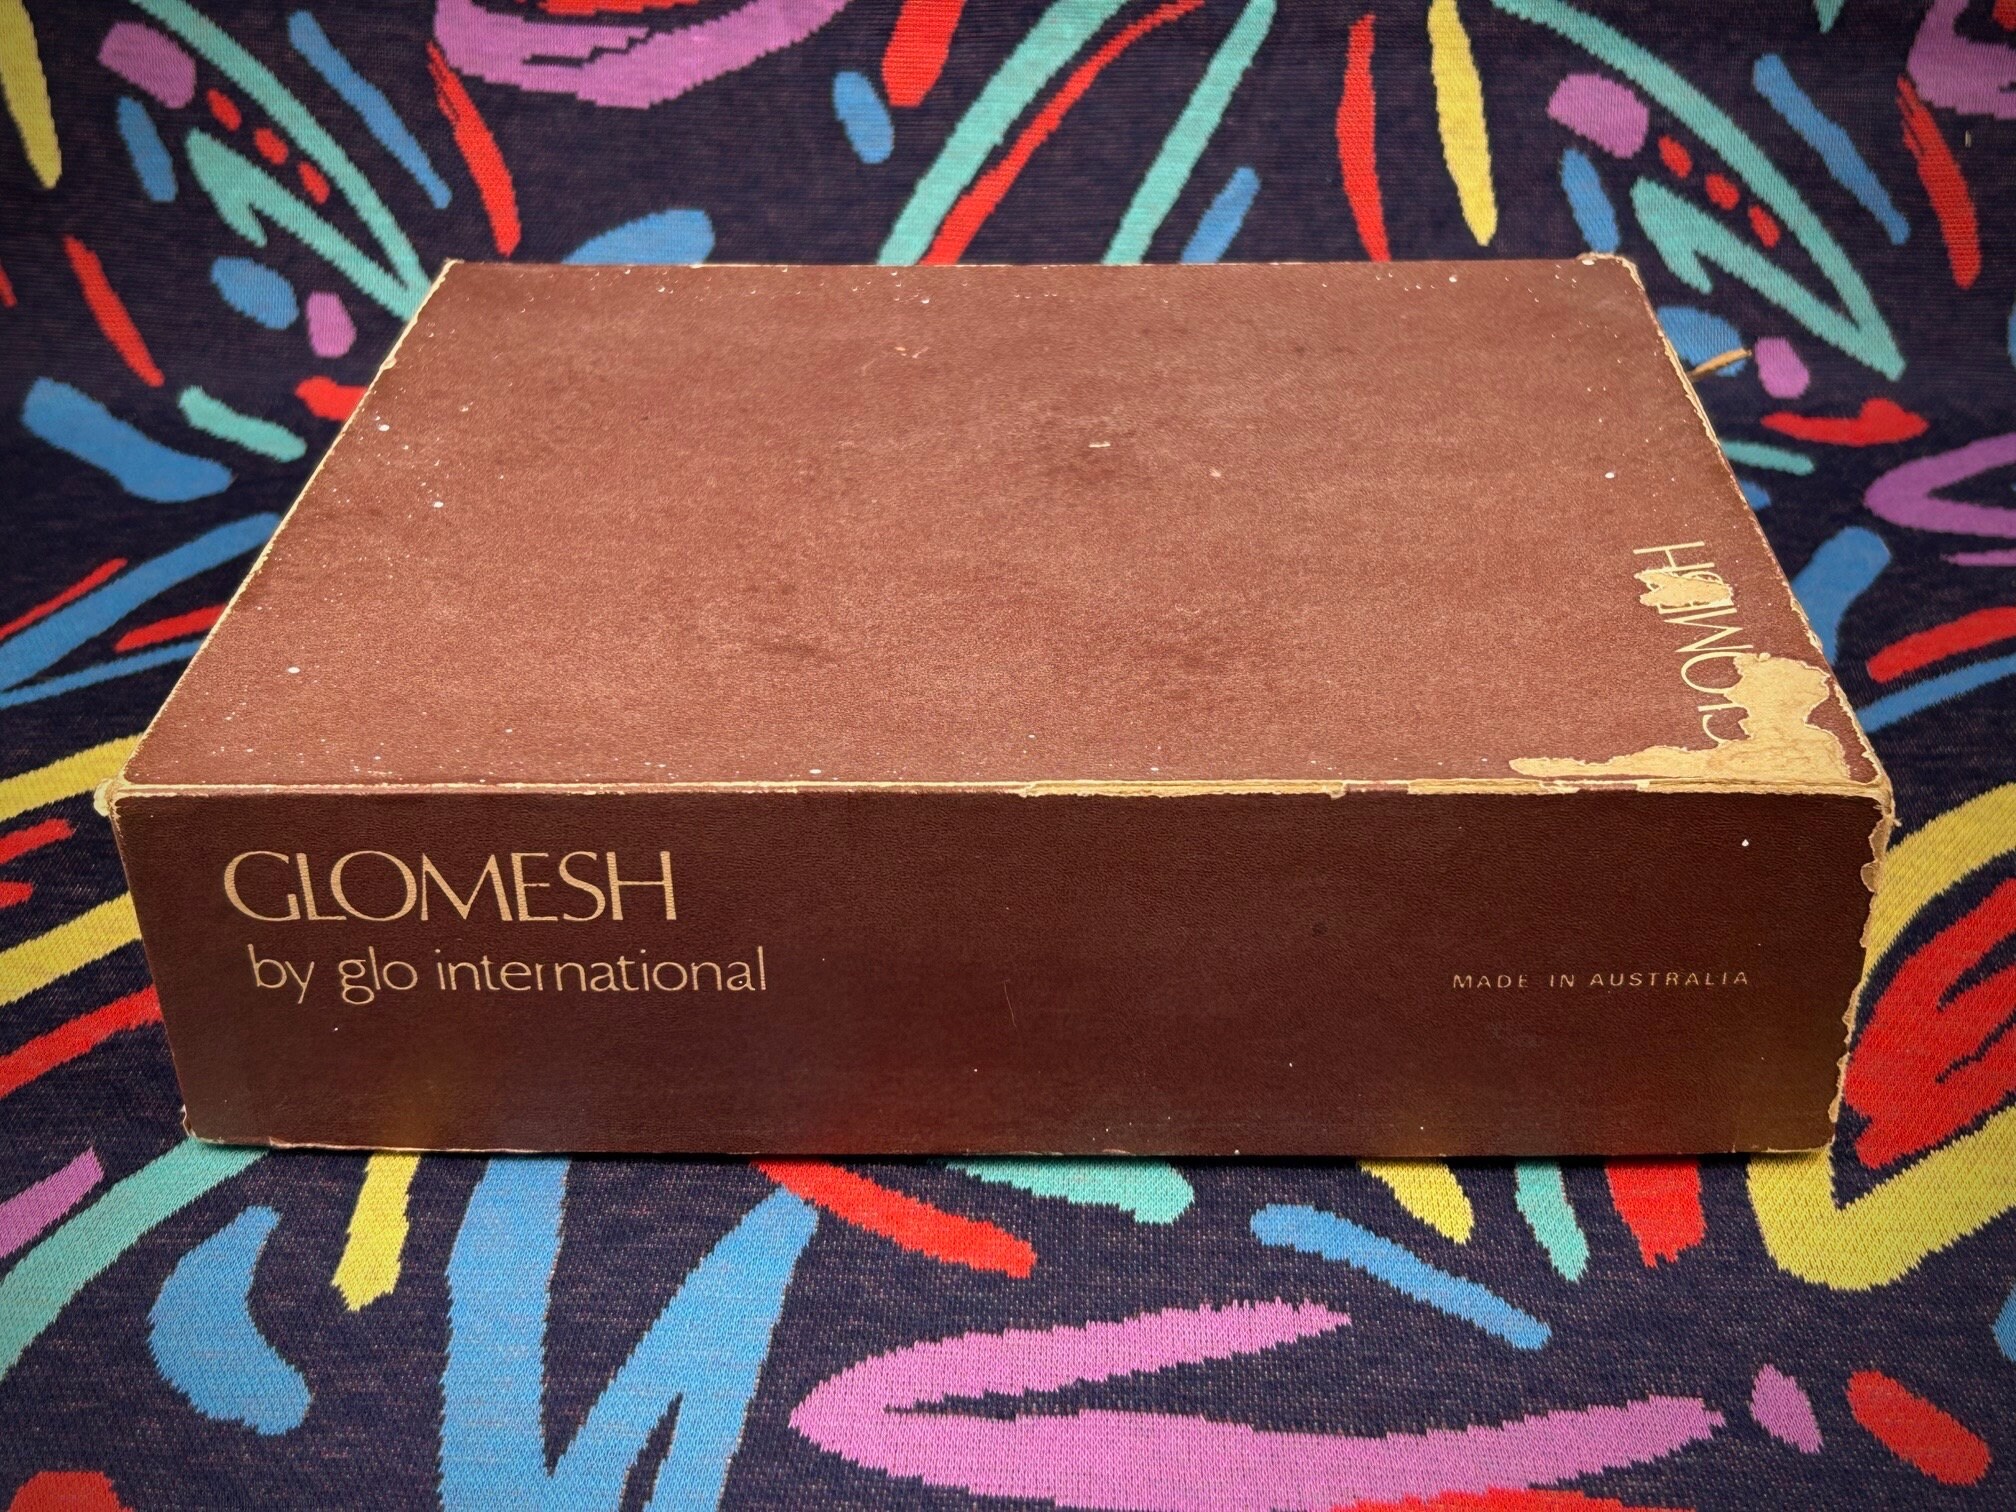 GLOMESH
GLOMESH
by glo international
MADE IN AUSTRALIA